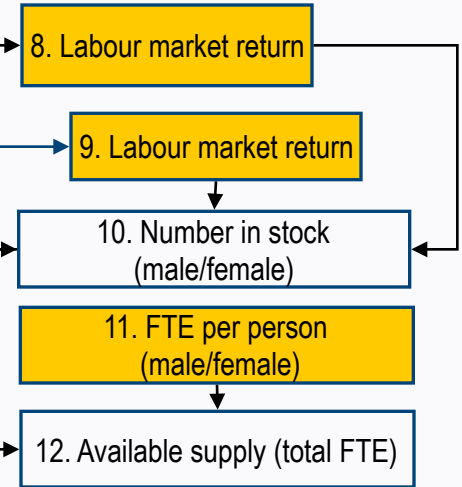 8. Labour market return
9. Labour market return
10. Number in stock
(male/female)
11. FTE per person
(male/female)
12. Available supply (total FTE)